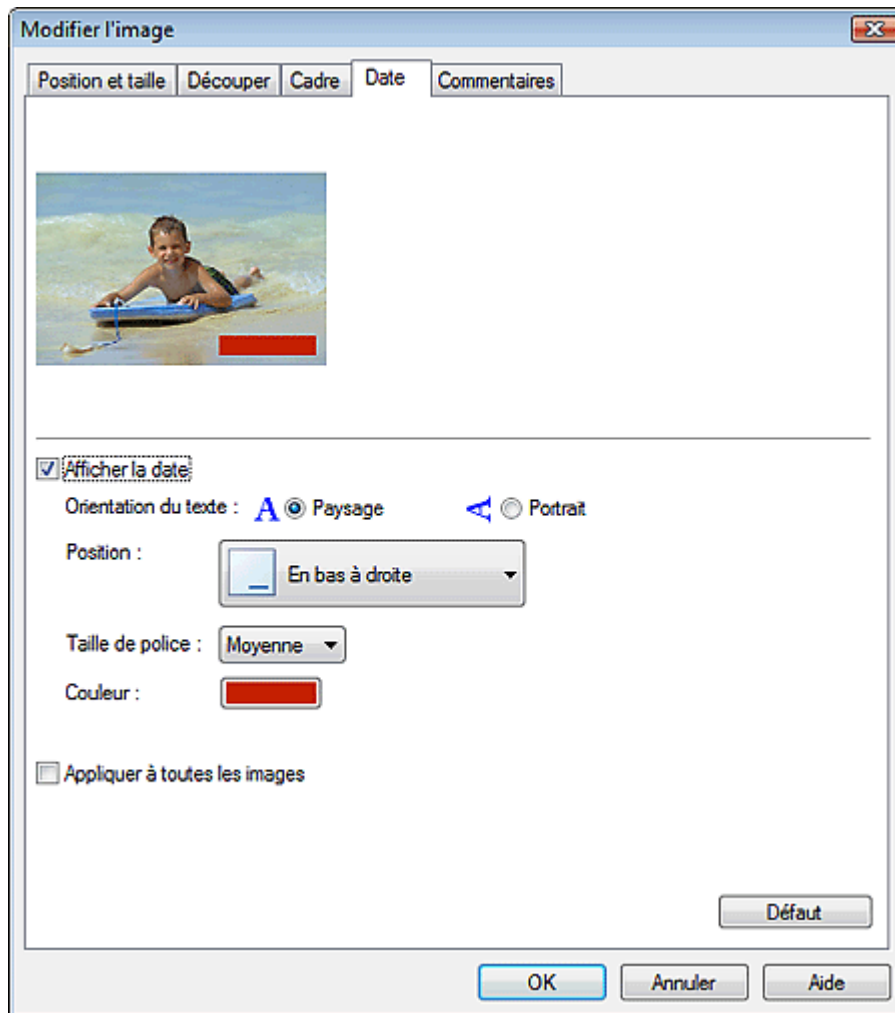 Modifier l'image
Position et taille Découper Cadre Date Commentaires
Afficher la date
Orientation du texte : A Paysage A Portrait
Position : En bas à droite
Taille de police : Moyenne
Couleur :
Appliquer à toutes les images
Défaut
OK Annuler Aide